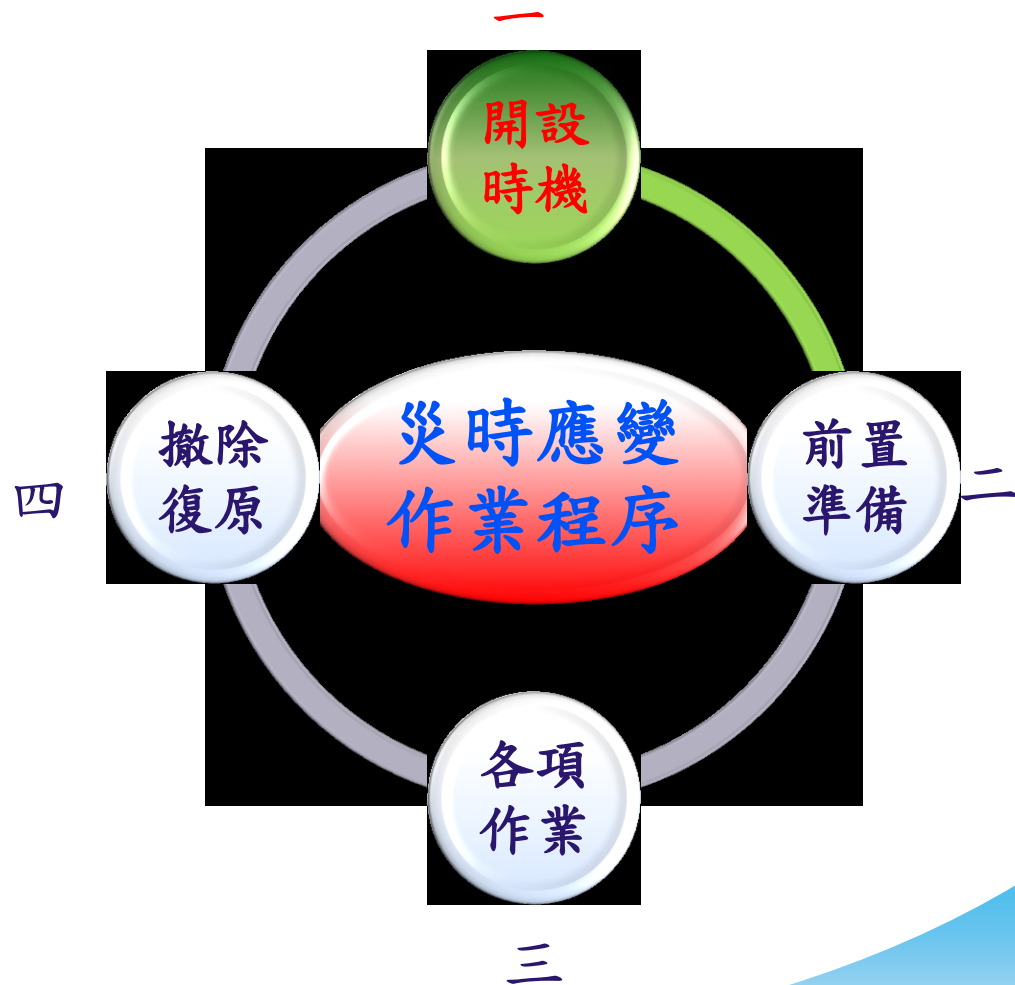 一
開設
時機
災時應變
作業程序
前置
準備
二
各項
作業
三
撤除
復原
四